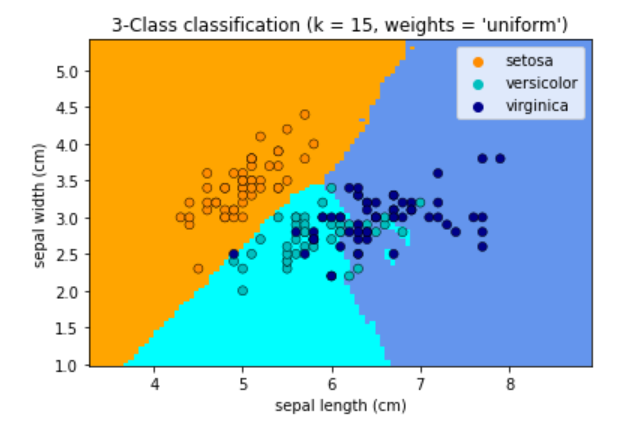 3-Class classification (k = 15, weights = 'uniform')
setosa
versicolor
virginica
5.0
4.5
4.0
3.5
3.0
2.5
2.0
1.5
1.0
sepal width (cm)
4 5 6 7 8
sepal length (cm)